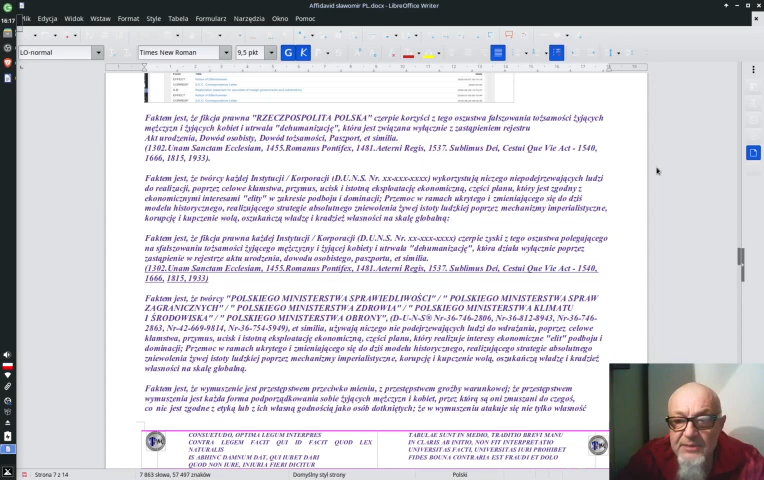 Affidavid sławomir PL.docx - LibreOffice Writer
16:17
Plik Edycja Widok Wstaw Format Style Tabela Formularz Narzędzia Okno Pomoc
LO-normal Times New Roman 9,5 pkt G K
Faktem jest, że fikcja prawna "RZECZPOSPOLITA POLSKA" czerpie korzyści z tego oszustwa fałszowania tożsamości żyjących
mężczyzn i żyjących kobiet i utrwala "dehumanizację", która jest związana wyłącznie z zastąpieniem rejestru
Akt urodzenia, Dowód osobisty, Dowód tożsamości, Paszport, et similia.
(1302.Unam Sanctam Ecclesiam, 1455.Romanus Pontifex, 1481.Aeterni Regis, 1537. Sublimus Dei, Cestui Que Vie Act - 1540,
1666, 1815, 1933).
Faktem jest, że twórcy każdej Instytucji / Korporacji (D.U.N.S. Nr. xx-xxx-xxxx) wykorzystują niczego niepodejrzewających ludzi
do realizacji, poprzez celowe kłamstwa, przymus, ucisk i istotną eksploatację ekonomiczną, części planu, który jest zgodny z
ekonomicznymi interesami "elity" w zakresie podboju i dominacji; Przemoc w ramach ukrytego i zmieniającego się do dziś
modelu historycznego, realizującego strategie absolutnego zniewolenia żywej istoty ludzkiej poprzez mechanizmy imperialistyczne,
korupcję i kupczenie wolą, oszukańczą władzę i kradzież własności na skalę globalną:
Faktem jest, że fikcja prawna każdej Instytucji / Korporacji (D.U.N.S. Nr. xx-xxx-xxxx) czerpie zyski z tego oszustwa polegającego
na sfałszowaniu tożsamości żyjącego mężczyzny i żyjącej kobiety i utrwala "dehumanizację", która działa wyłącznie poprzez
zastąpienie w rejestrze aktu urodzenia, dowodu osobistego, paszportu, et similia.
(1302.Unam Sanctam Ecclesiam, 1455.Romanus Pontifex, 1481.Aeterni Regis, 1537. Sublimus Dei, Cestui Que Vie Act - 1540,
1666, 1815, 1933)
Faktem jest, że twórcy "POLSKIEGO MINISTERSTWA SPRAWIEDLIWOŚCI" / " POLSKIEGO MINISTERSTWA SPRAW
ZAGRANICZNYCH" / " POLSKIEGO MINISTERSTWA ZDROWIA" / " POLSKIEGO MINISTERSTWA KLIMATU
I ŚRODOWISKA" / " POLSKIEGO MINISTERSTWA OBRONY", (D-U-N-S® Nr-36-746-2806, Nr-36-812-8943, Nr-36-746-
2863, Nr-42-669-9814, Nr-36-754-5949), et similia, używają niczego nie podejrzewających ludzi do wdrażania, poprzez celowe
kłamstwa, przymus, ucisk i istotną eksploatację ekonomiczną, części planu, który realizuje interesy ekonomiczne "elit" podboju i
dominacji; Przemoc w ramach ukrytego i zmieniającego się do dziś modelu historycznego, realizującego strategie absolutnego
zniewolenia żywej istoty ludzkiej poprzez mechanizmy imperialistyczne, korupcję i kupczenie wolą, oszukańczą władzę i kradzież
własności na skalę globalną.
Faktem jest, że wymuszenie jest przestępstwem przeciwko mieniu, z przestępstwem groźby warunkowej; że przestępstwem
wymuszenia jest każda forma podporządkowania sobie żyjących mężczyzn i kobiet, przez którą są oni zmuszani do czegoś,
co nie jest zgodne z etyką lub z ich własną godnością jako osób dotkniętych; że w wymuszeniu atakuje się nie tylko własność
CONSUETUDO, OPTIMA LEGUM INTERPRES
CONTRA LEGEM FACIT QUI ID FACIT QUOD LEX
NATURALIS
IS ABHINC DAMNUM DAT, QUI IUBET DARI
QUOD NON IURE, INIURIA FIERI DICITUR
TABULAE SUNT IN MEDIO, TRADITIO BREVI MANU
IN CLARIS AB INITIO, NON FIT INTERPRETATIO
UNIVERSITAS FACTI, UNIVERSITAS IURI PROHIBET
FIDES BOUNA CONTRARIA EST FRAUDI ET DOLO
Strona 7 z 14 7 863 słowa, 57 497 znaków Domyślny styl strony Polski